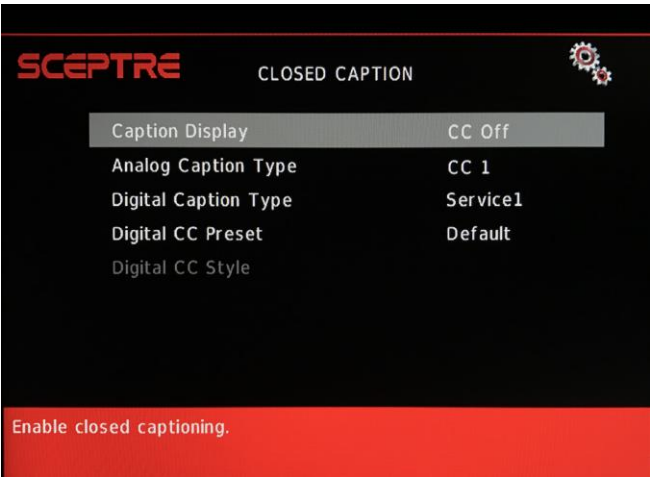 SCEPTRE
CLOSED CAPTION
Caption Display CC Off
Analog Caption Type CC 1
Digital Caption Type Service1
Digital CC Preset Default
Digital CC Style
Enable closed captioning.